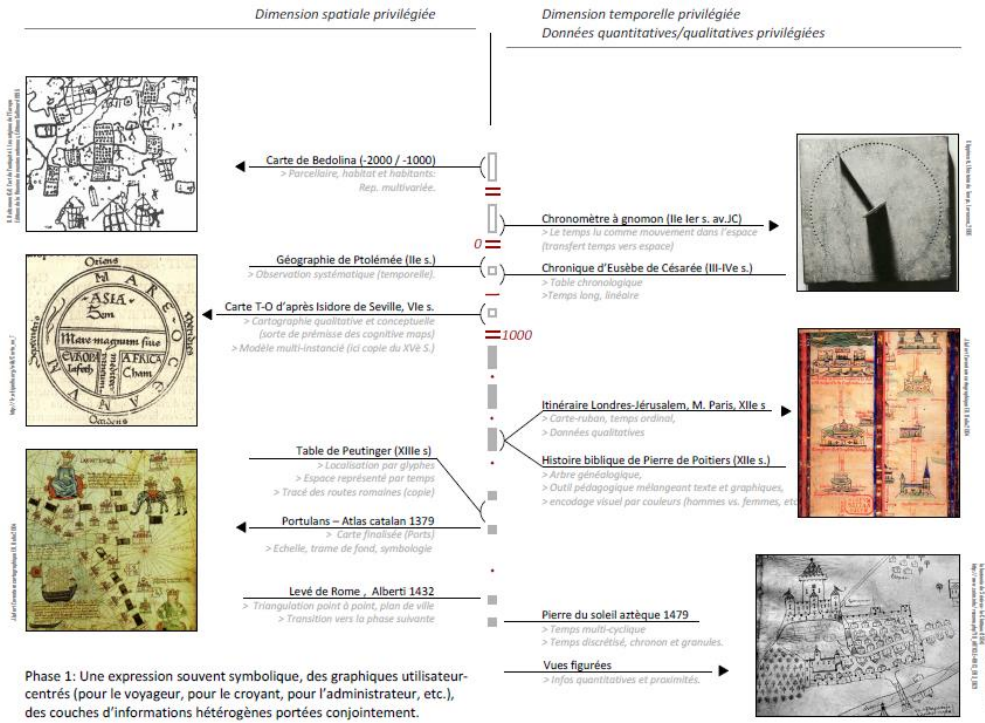 Dimension spatiale privilégiée
Dimension temporelle privilégiée
Données quantitatives/qualitatives privilégiées
Carte de Bedolina (-2000 / -1000)
> Parcellaire, habitat et habitants:
Rep. multivariée.
Chronomètre à gnomon (IIe Ier s. av.JC)
> Le temps lu comme mouvement dans l'espace
(transfert temps vers espace)
0
Géographie de Ptolémée (IIe s.)
> Observation systématique (temporelle).
Chronique d'Eusèbe de Césarée (III-IVe s.)
> Table chronologique
>Temps long, linéaire
Carte T-O d'après Isidore de Seville, VIe s.
> Cartographie qualitative et conceptuelle
(sorte de prémisse des cognitive maps)
> Modèle multi-instancié (ici copie du XVè S.)
1000
Oriens
MARE OCEANUM
ASIA
Sem
Mare magnum sive
EUROPA
Iafeth
AFRICA
Cham
Septentrio
Meridies
Occidens
Itinéraire Londres-Jérusalem, M. Paris, XIIe s
> Carte-ruban, temps ordinal,
> Données qualitatives
Table de Peutinger (XIIIe s)
> Localisation par glyphes
> Espace représenté par temps
> Tracé des routes romaines (copie)
Histoire biblique de Pierre de Poitiers (XIIe s.)
> Arbre généalogique,
> Outil pédagogique mélangeant texte et graphiques,
> encodage visuel par couleurs (hommes vs. femmes, etc
Portulans – Atlas catalan 1379
> Carte finalisée (Ports)
> Echelle, trame de fond, symbologie
Levé de Rome , Alberti 1432
> Triangulation point à point, plan de ville
> Transition vers la phase suivante
Pierre du soleil aztèque 1479
> Temps multi-cyclique
> Temps discrétisé, chronon et granules.
Vues figurées
> Infos quantitatives et proximités.
Phase 1: Une expression souvent symbolique, des graphiques utilisateur-
centrés (pour le voyageur, pour le croyant, pour l'administrateur, etc.),
des couches d'informations hétérogènes portées conjointement.